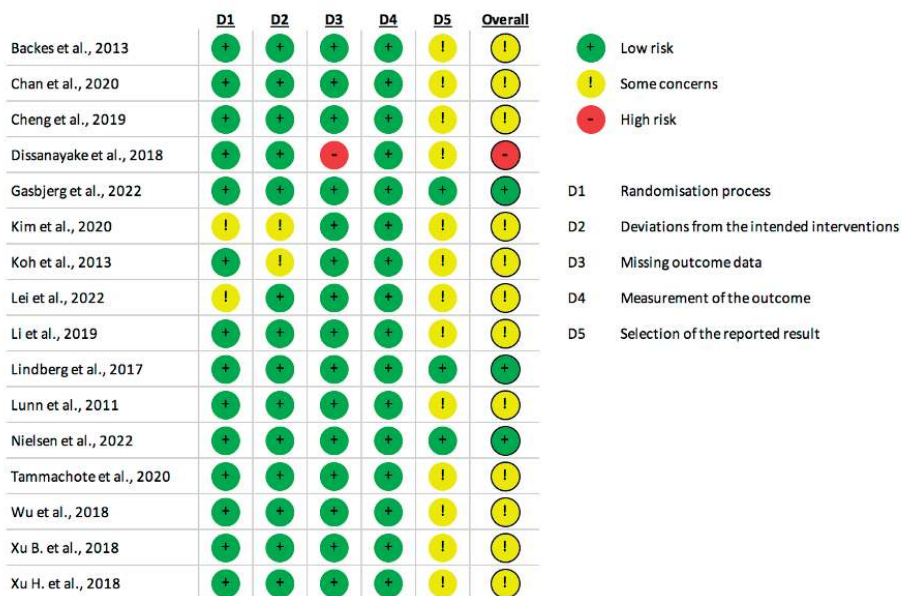 D1 D2 D3 D4 D5 Overall
Backes et al., 2013 + + + + ! !
Chan et al., 2020 + + + + ! !
Cheng et al., 2019 + + + + ! !
Dissanayake et al., 2018 + + - + ! -
Gasbjerg et al., 2022 + + + + + +
Kim et al., 2020 ! ! + + ! !
Koh et al., 2013 + ! + + ! !
Lei et al., 2022 ! + + + ! !
Li et al., 2019 + + + + ! !
Lindberg et al., 2017 + + + + + +
Lunn et al., 2011 + + + + ! !
Nielsen et al., 2022 + + + + + +
Tammachote et al., 2020 + + + + ! !
Wu et al., 2018 + + + + ! !
Xu B. et al., 2018 + + + + ! !
Xu H. et al., 2018 + + + + ! !
+ Low risk
! Some concerns
- High risk
D1 Randomisation process
D2 Deviations from the intended interventions
D3 Missing outcome data
D4 Measurement of the outcome
D5 Selection of the reported result